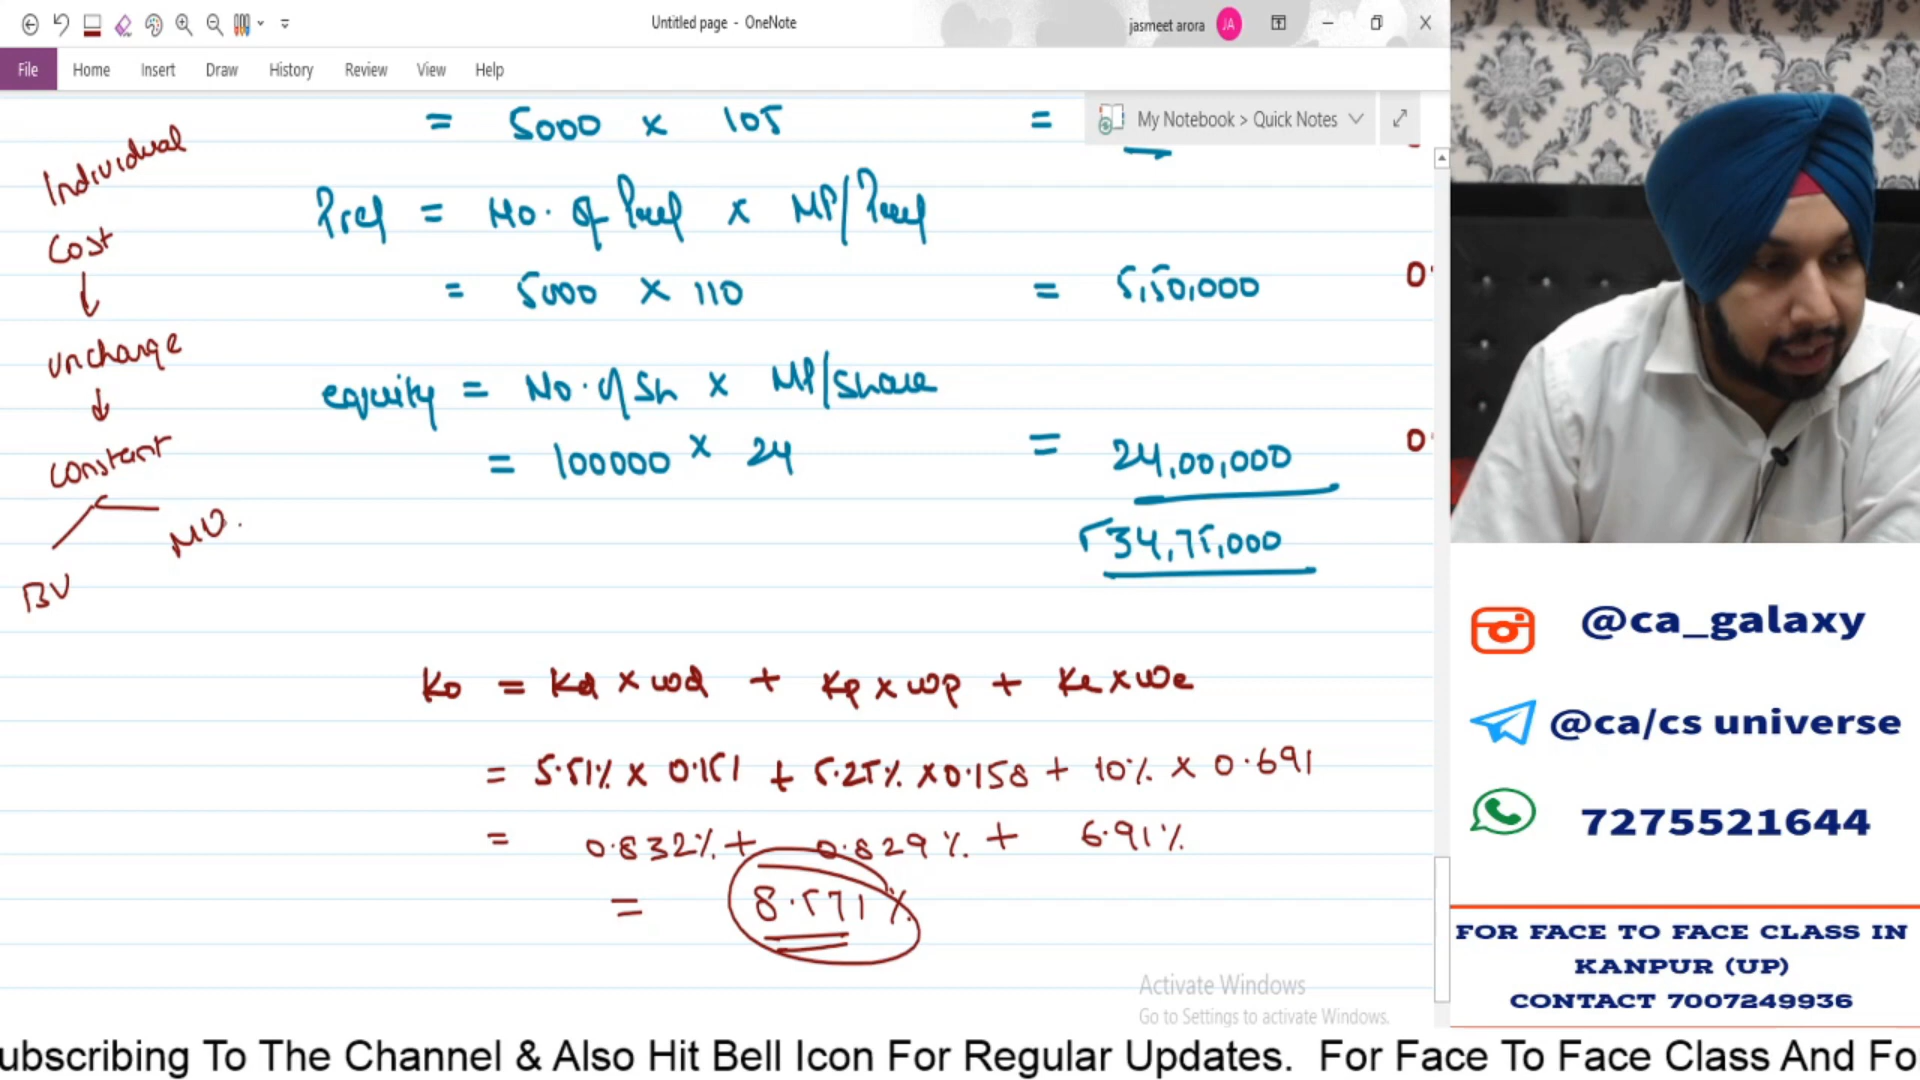 Untitled page - OneNote
jasmeet arora JA
File Home Insert Draw History Review View Help
My Notebook > Quick Notes
= 5000 × 105 =
Individual
Cost
Unchange
Constant
BV
MV.
Pref = No. of Pref × MP/Pref
= 5000 × 110 = 5,50,000 0.
equity = No. of Sh × MP/Share
= 100000 × 24 = 24,00,000 0.
₹34,75,000
Ko = Kd × wd + Kp × wp + Ke × we
= 5.51% × 0.151 + 5.25% × 0.158 + 10% × 0.691
= 0.832% + 0.829% + 6.91%
= 8.571%
Activate Windows
Go to Settings to activate Windows.
@ca_galaxy
@ca/cs universe
7275521644
FOR FACE TO FACE CLASS IN
KANPUR (UP)
CONTACT 7007249936
ubscribing To The Channel & Also Hit Bell Icon For Regular Updates. For Face To Face Class And Fo